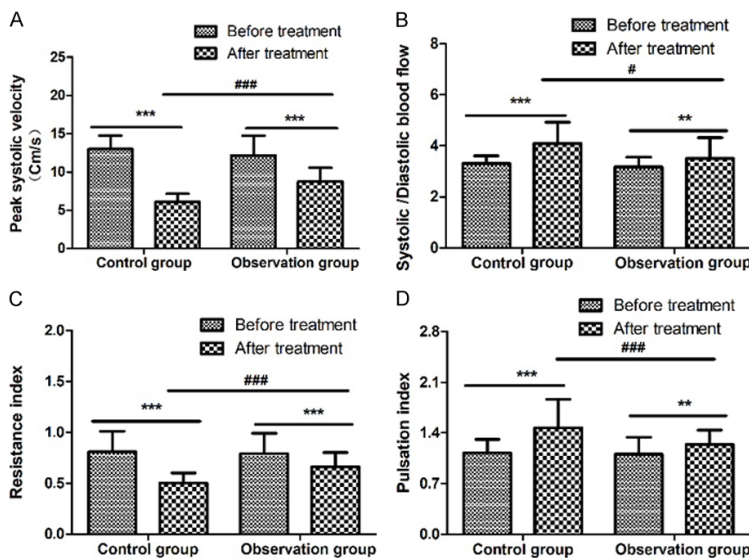 A
Before treatment
After treatment
Peak systolic velocity
(Cm/s)
25
20
15
10
5
0
###
***
***
Control group
Observation group
B
Before treatment
After treatment
Systolic /Diastolic blood flow
8
6
4
2
0
#
***
**
Control group
Observation group
C
Before treatment
After treatment
Resistance index
2.0
1.5
1.0
0.5
0.0
###
***
***
Control group
Observation group
D
Before treatment
After treatment
Pulsation index
2.8
2.1
1.4
0.7
0.0
###
***
**
Control group
Observation group